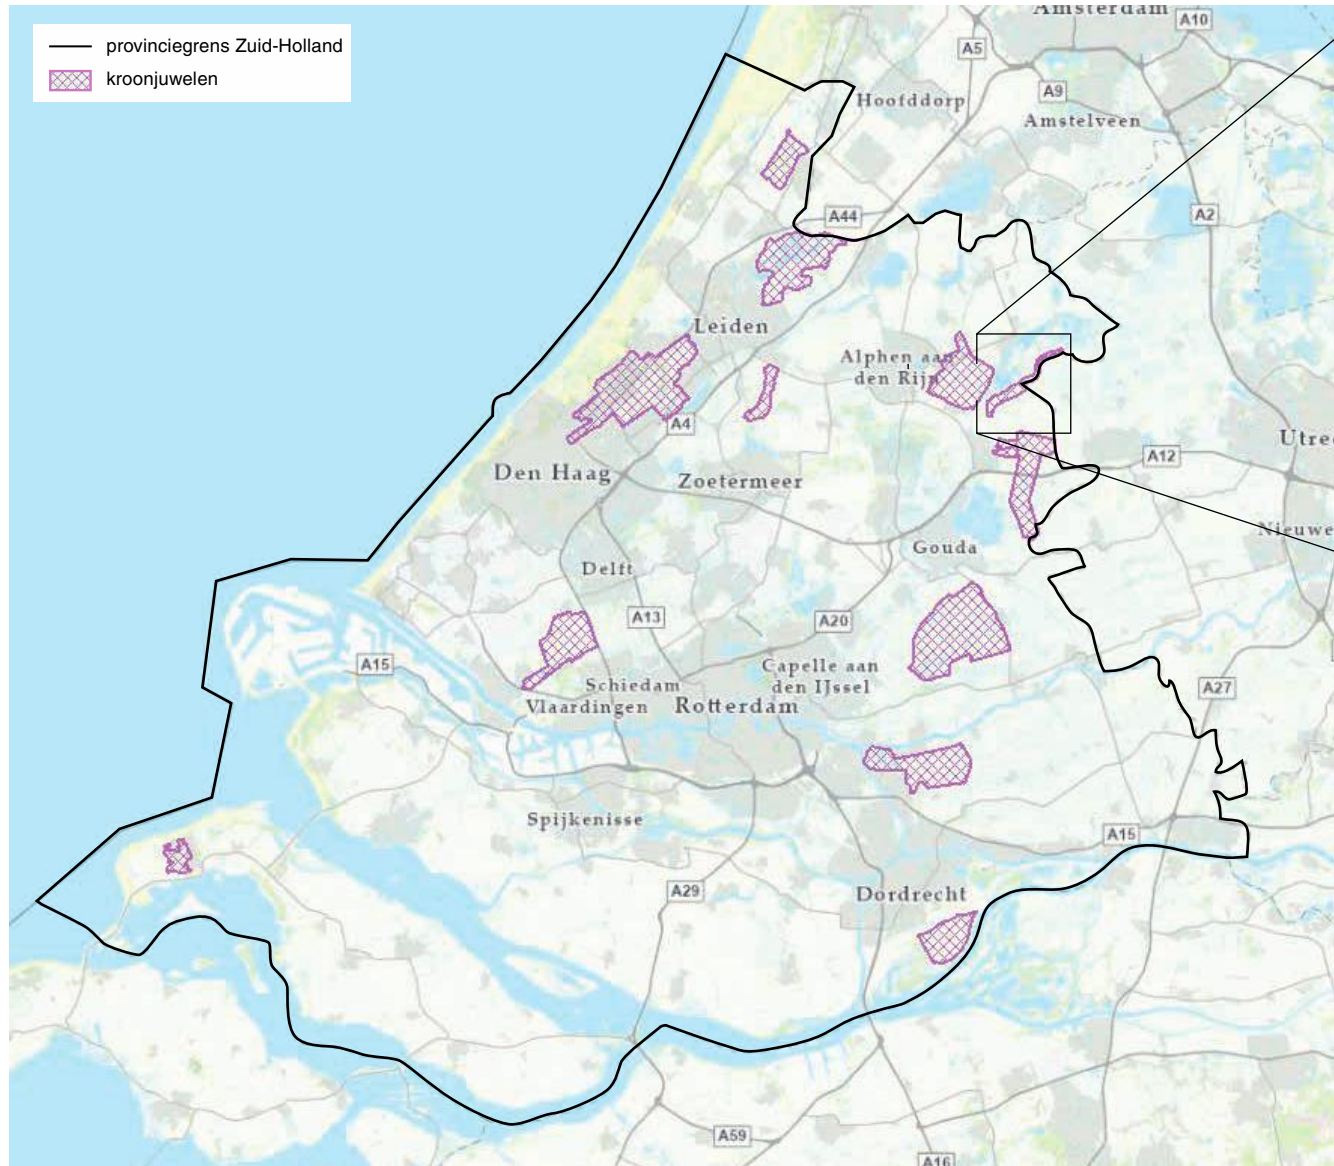 provinciegrens Zuid-Holland
kroonjuwelen
Amsterdam
A10
A5
A9
Hoofddorp
Amstelveen
A44
A2
Leiden
Alphen aan
den Rijn
A4
Den Haag
Zoetermeer
A12
Utre
Nieuwe
Gouda
Delft
A13
A20
A15
Capelle aan
den IJssel
Schiedam
Vlaardingen
Rotterdam
A27
Spijkenisse
A15
A29
Dordrecht
A59
A16